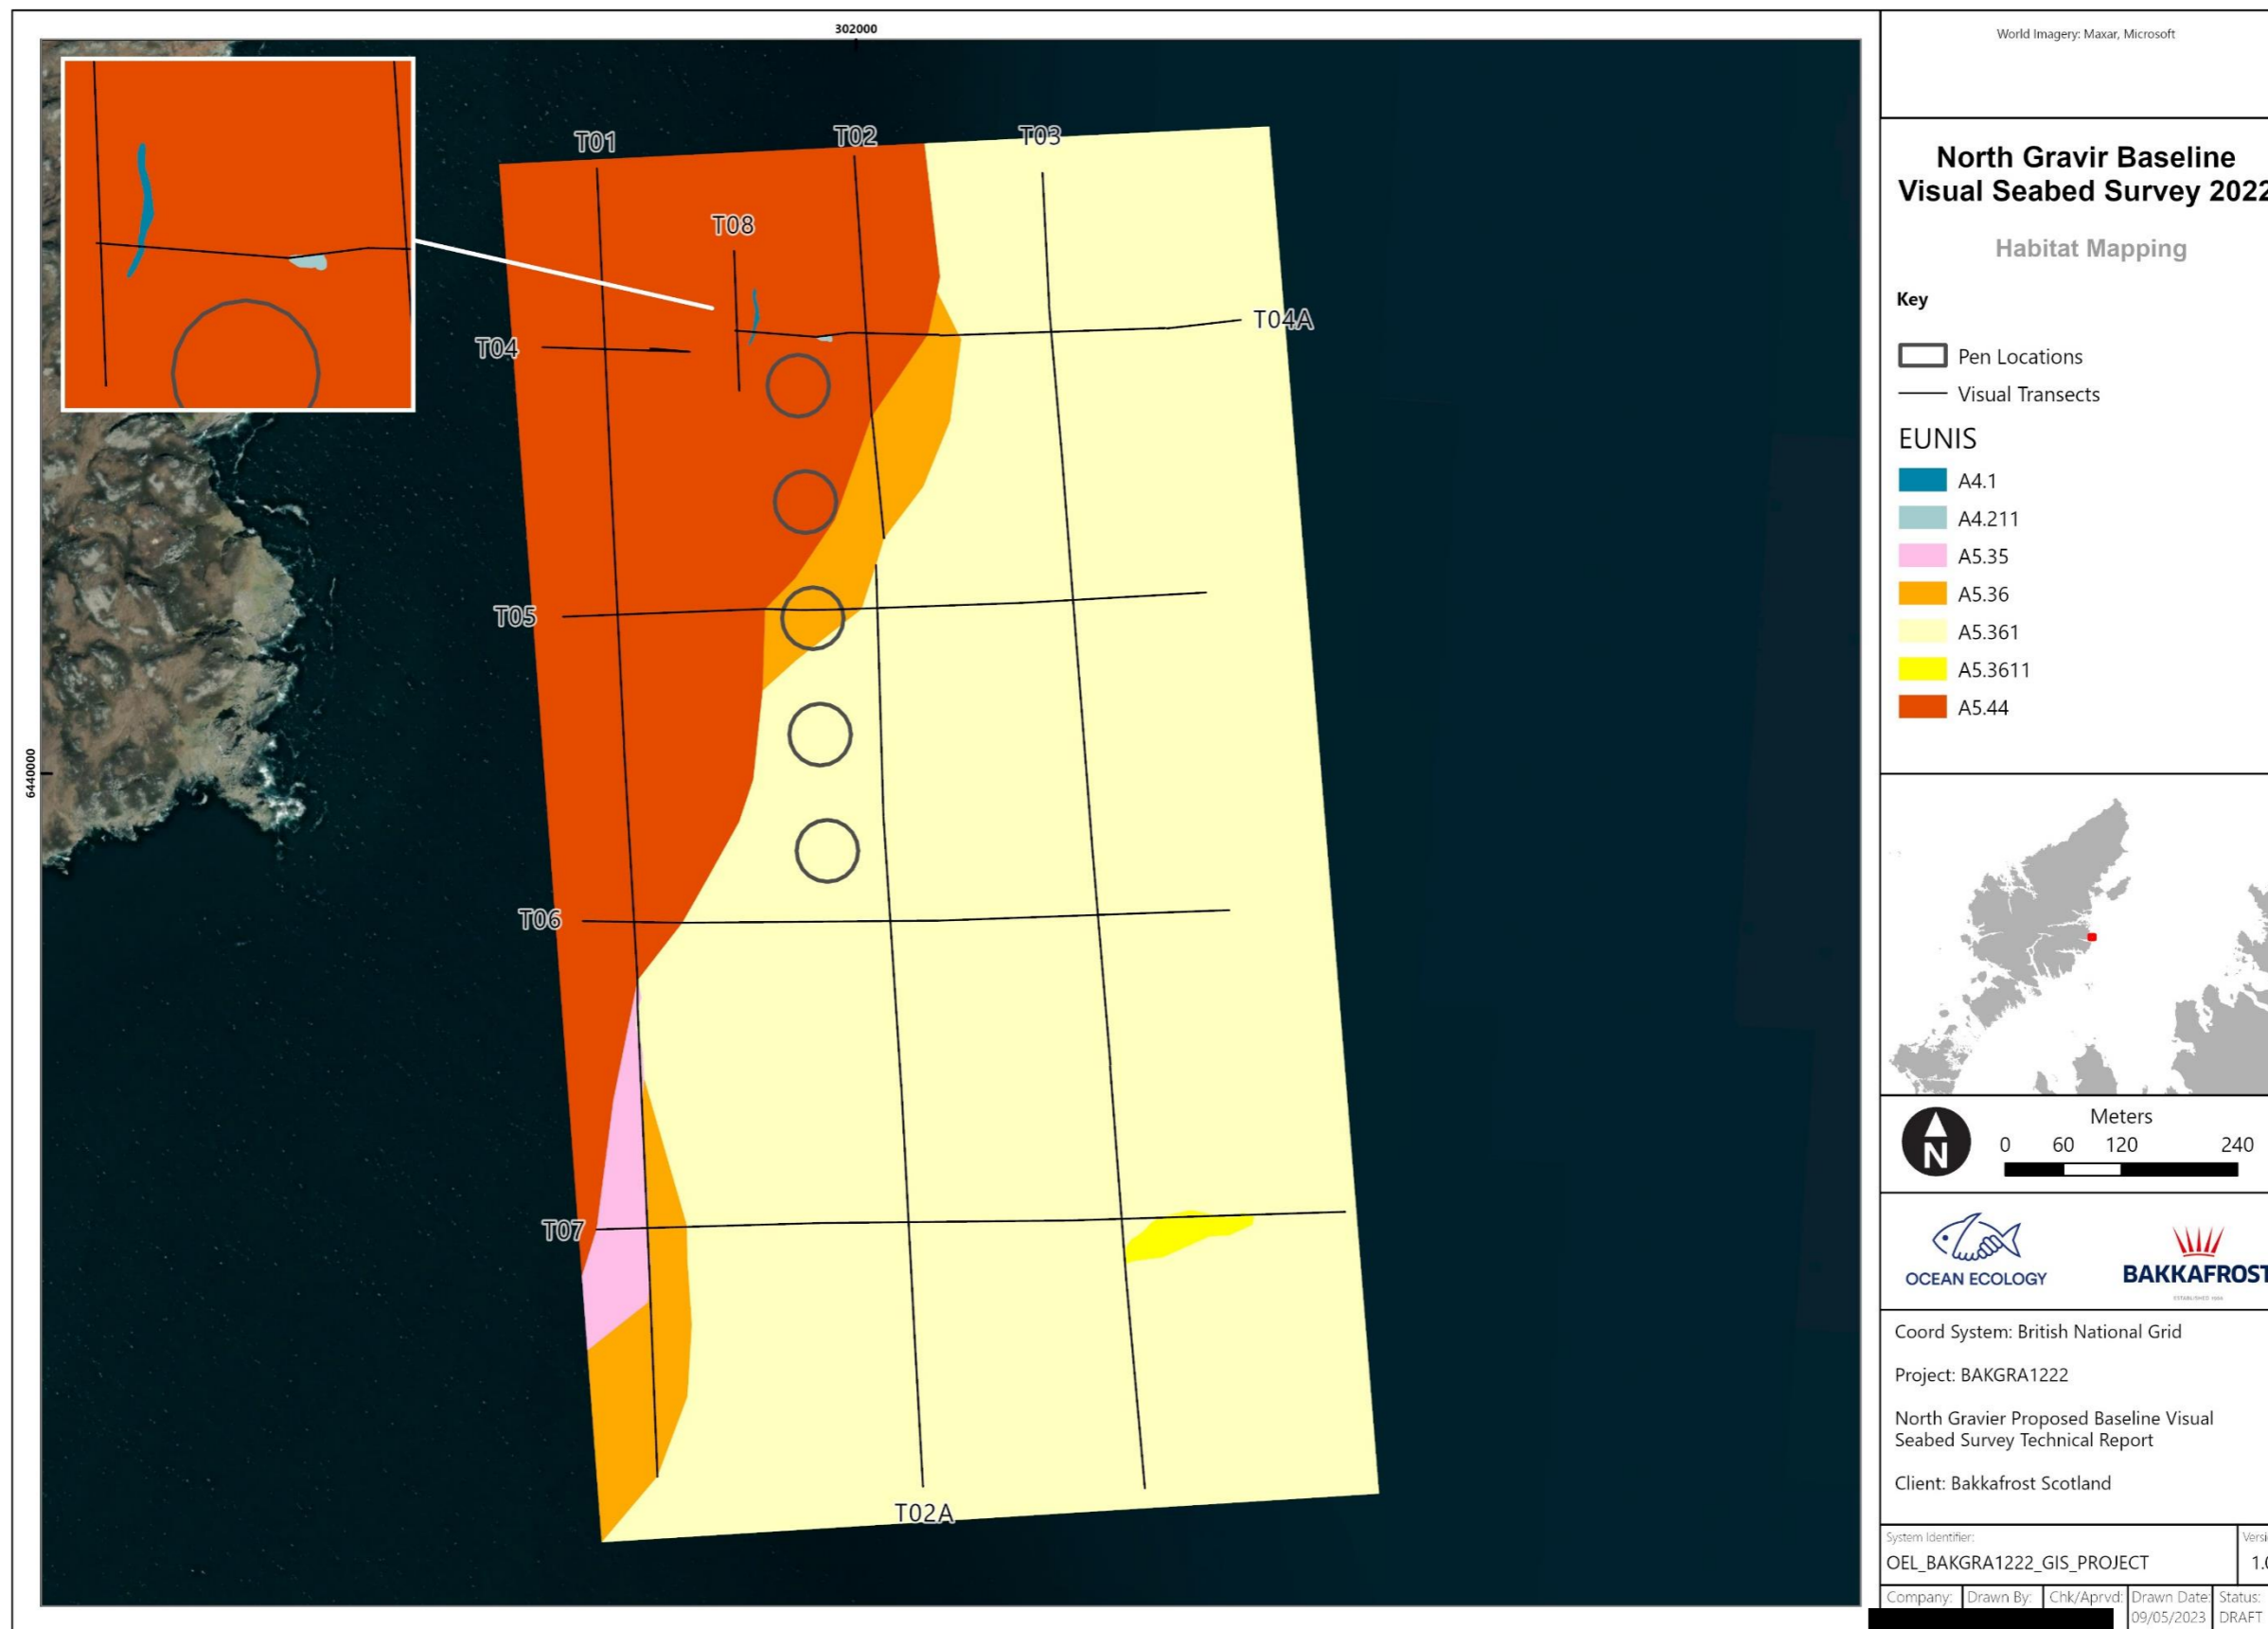 302000
6440000
T01
T02
T03
T08
T04
T04A
T05
T06
T07
T02A
World Imagery: Maxar, Microsoft
North Gravir Baseline
Visual Seabed Survey 2022
Habitat Mapping
Key
Pen Locations
Visual Transects
EUNIS
A4.1
A4.211
A5.35
A5.36
A5.361
A5.3611
A5.44
Meters
0 60 120 240
N
OCEAN ECOLOGY
BAKKAFROST
Coord System: British National Grid
Project: BAKGRA1222
North Gravier Proposed Baseline Visual
Seabed Survey Technical Report
Client: Bakkafrost Scotland
System Identifier:
OEL_BAKGRA1222_GIS_PROJECT
Company: Drawn By: Chk/Aprvd: Drawn Date: Status:
09/05/2023 DRAFT